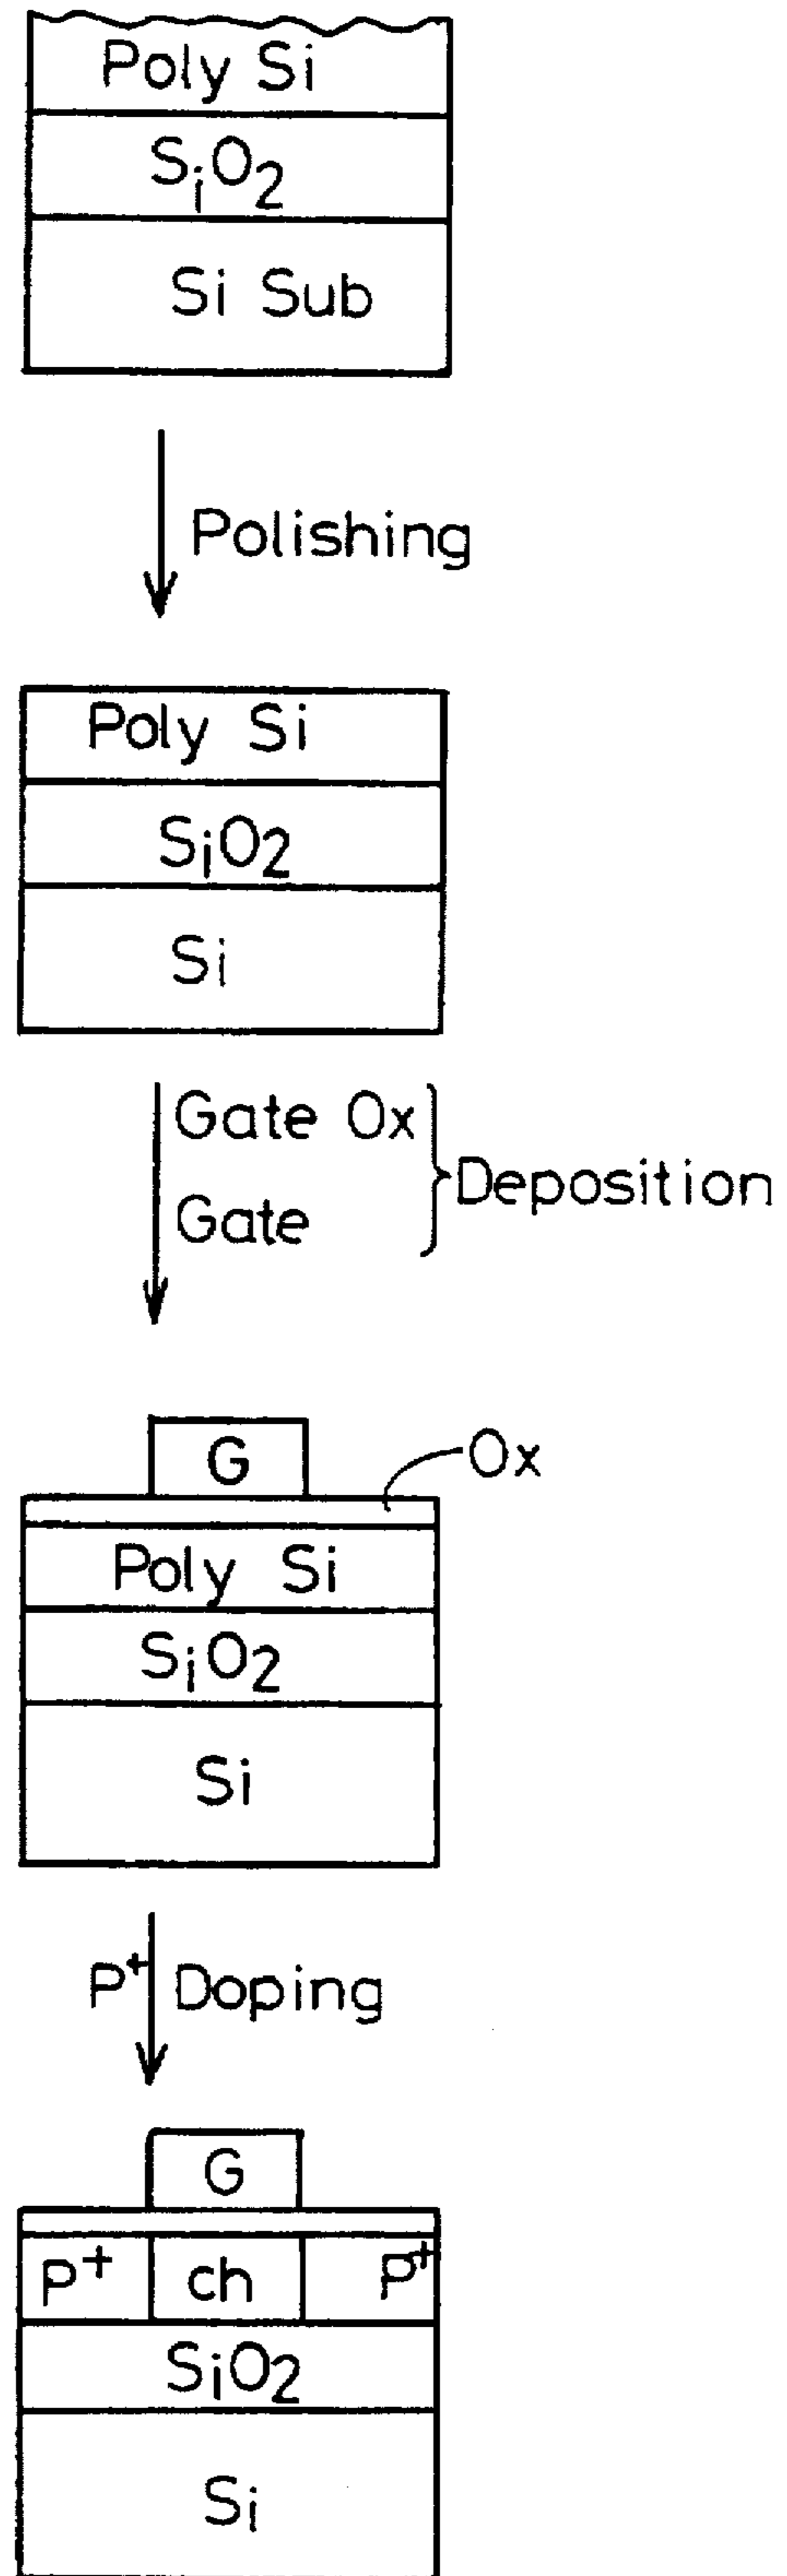 Poly Si
SiO2
Si Sub
Polishing
Poly Si
SiO2
Si
Gate Ox
Deposition
Gate
G
Ox
Poly Si
SiO2
Si
P+ Doping
G
P+ ch P+
SiO2
Si